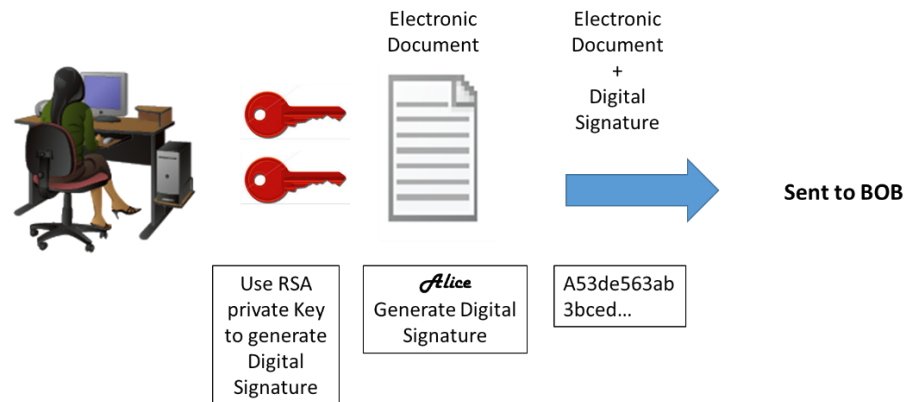 Electronic
Document
Electronic
Document
+
Digital
Signature
Sent to BOB
Use RSA
private Key
to generate
Digital
Signature
Alice
Generate Digital
Signature
A53de563ab
3bced...